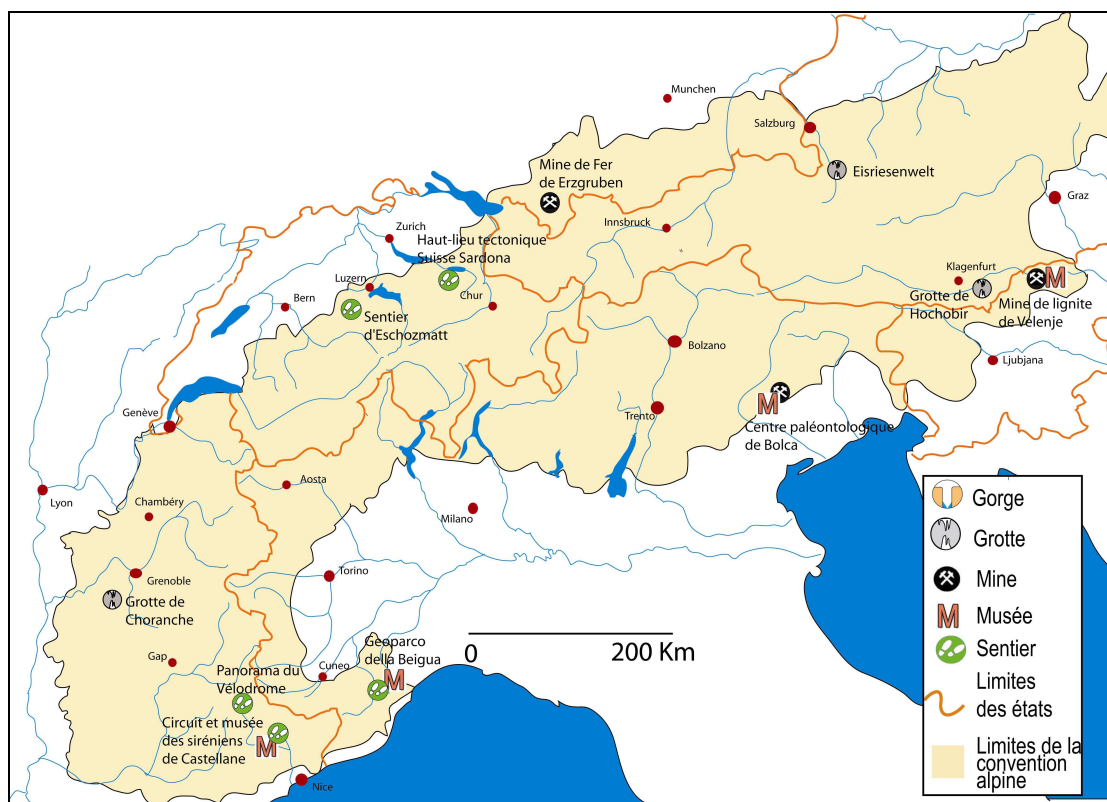 Munchen
Salzburg
Mine de Fer
de Erzgruben
Eisriesenwelt
Graz
Zurich
Innsbruck
Haut-lieu tectonique
Suisse Sardona
Luzern
Chur
Klagenfurt
Grotte de
Hochobir
M
Mine de lignite
de Velenje
Bern
Sentier
d'Eschozmatt
Bolzano
Ljubjana
Genève
Trento
M
Centre paléontologique
de Bolca
Aosta
Lyon
Chambéry
Milano
Grenoble
Torino
Grotte de
Choranche
Gap
Cuneo
Geoparco
della Beigua
M
Panorama du
Vélodrome
Circuit et musée
des siréniens
de Castellane
M
Nice
0 200 Km
Gorge
Grotte
Mine
M Musée
Sentier
Limites
des états
Limites de la
convention
alpine